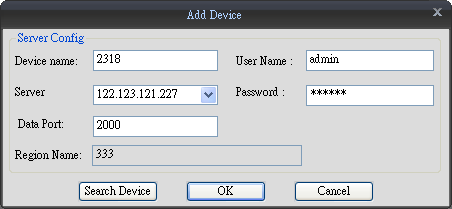 Add Device
Server Config
Device name: 2318 User Name : admin
Server 122.123.121.227 Password : ******
Data Port: 2000
Region Name: 333
Search Device OK Cancel